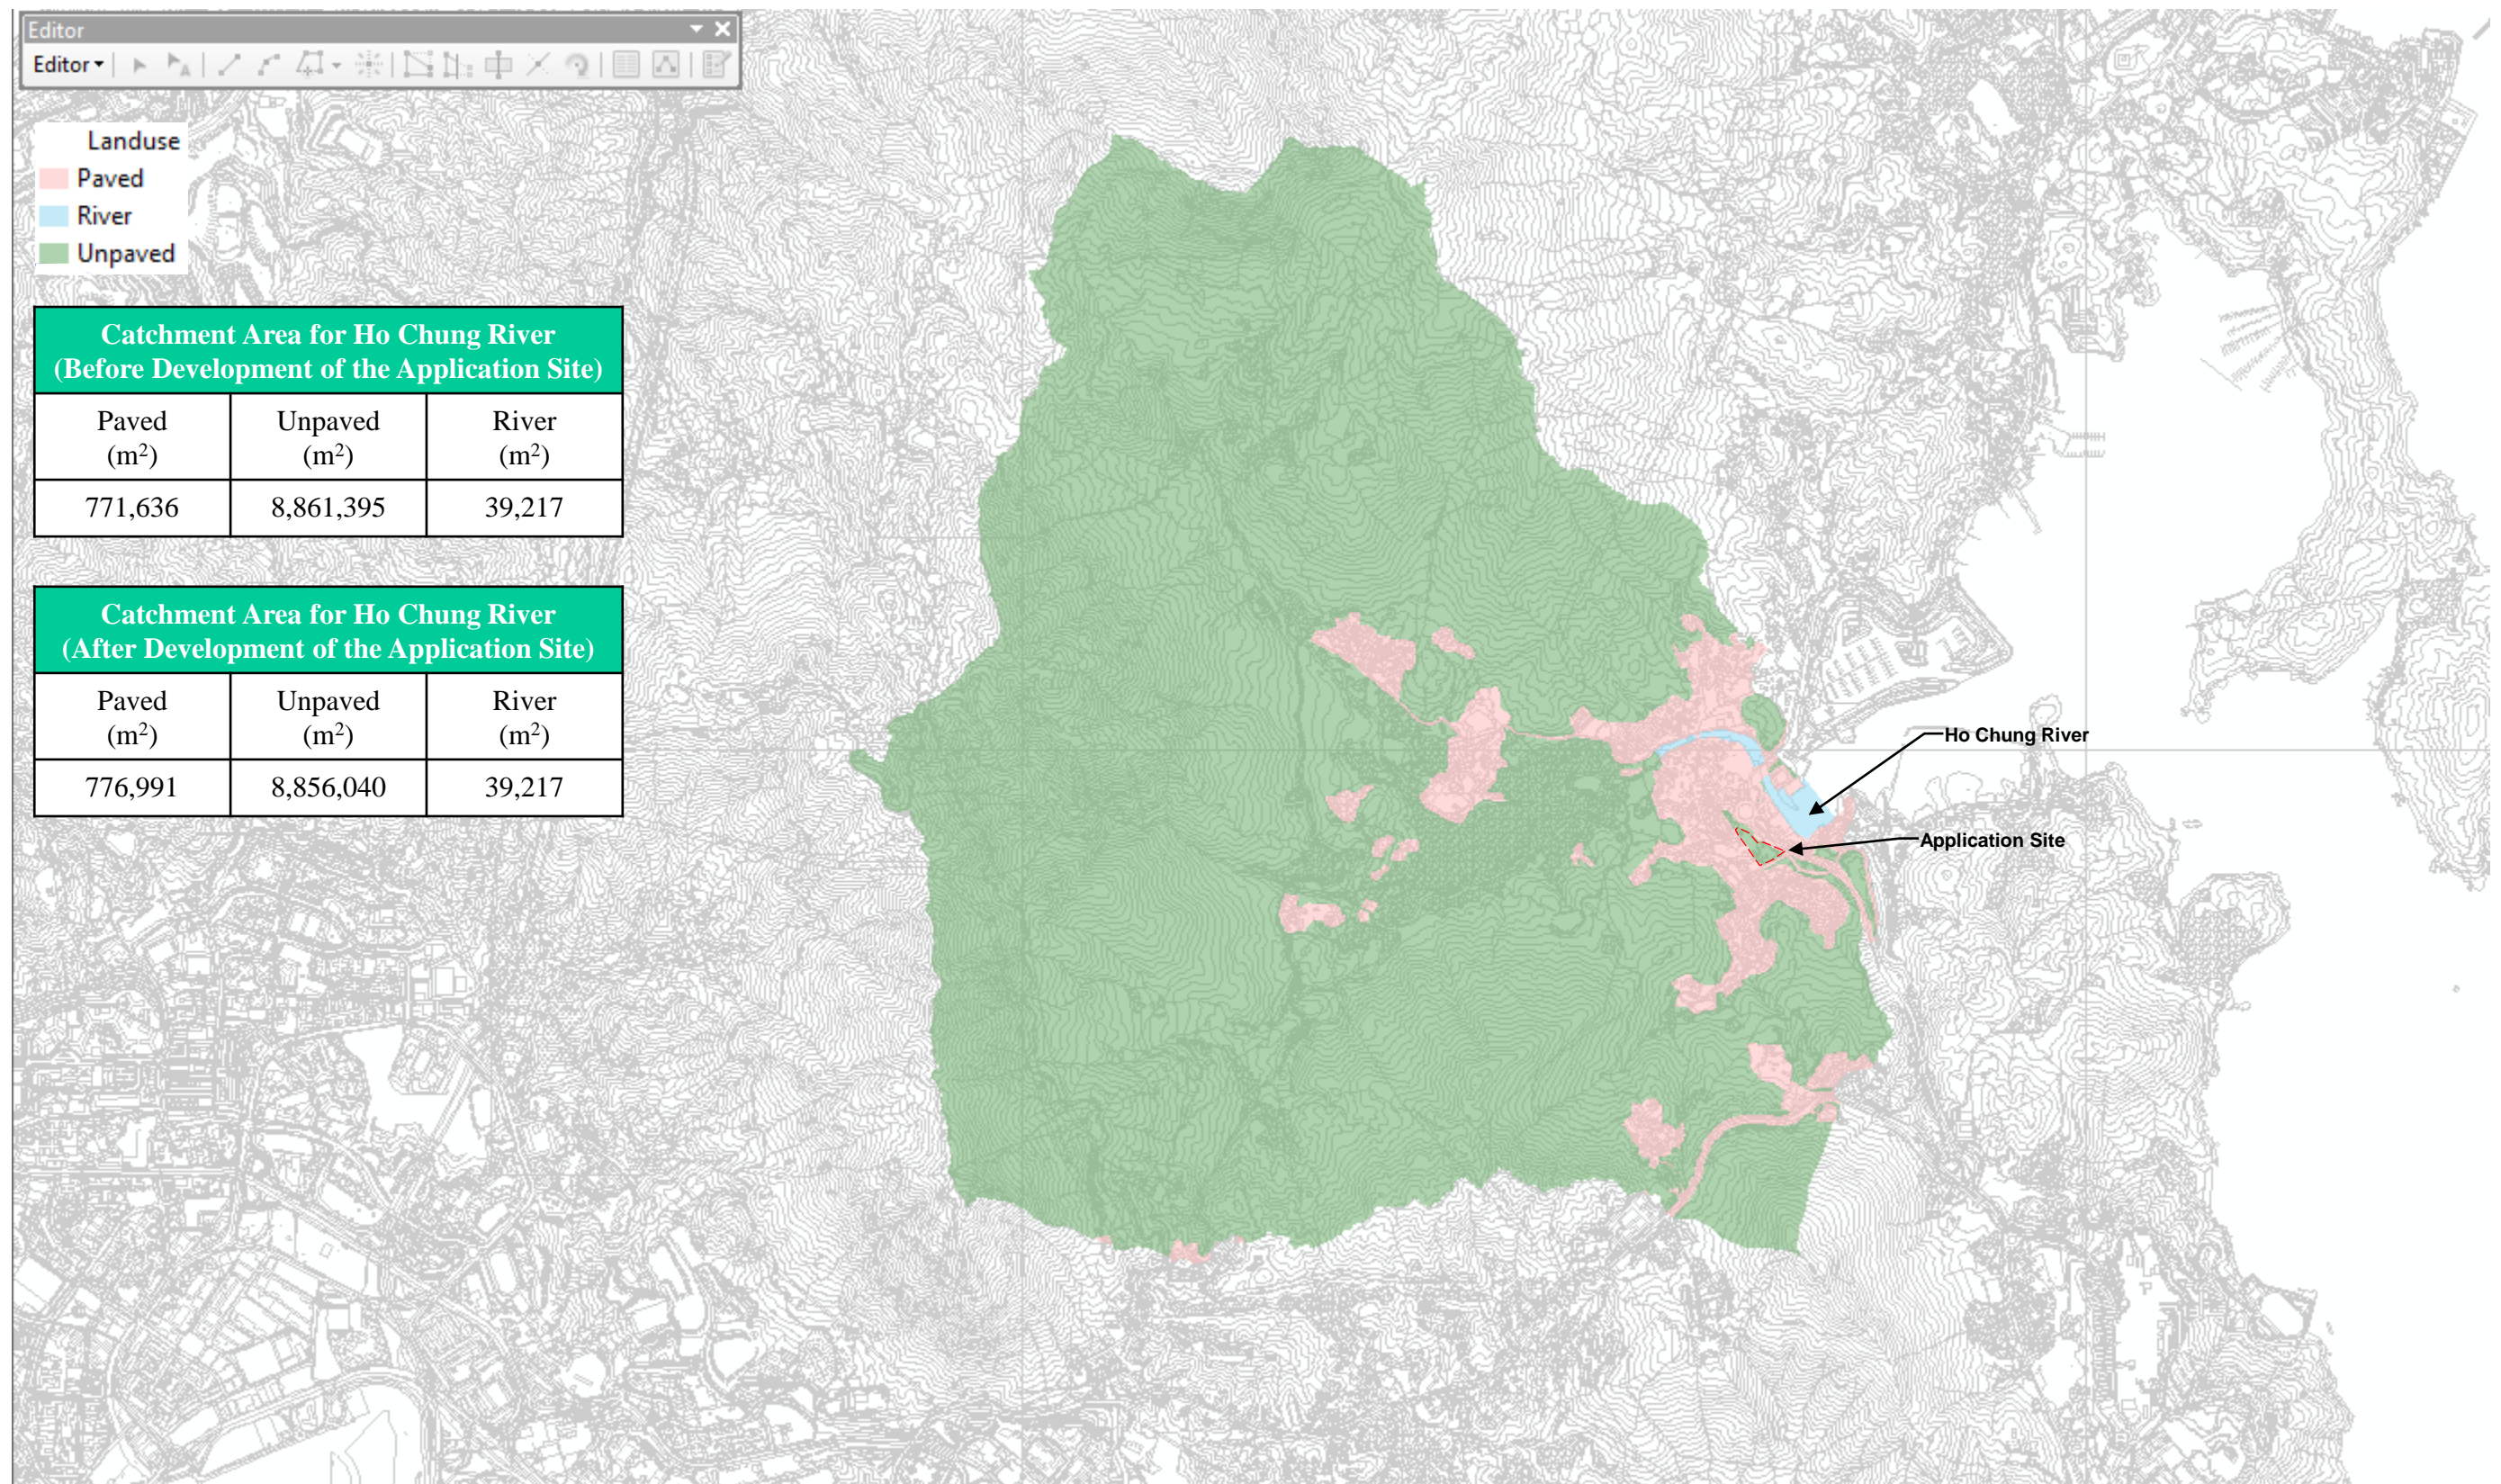 Editor
Editor
Landuse
Paved
River
Unpaved
Catchment Area for Ho Chung River
(Before Development of the Application Site)
Paved
(m²)
Unpaved
(m²)
River
(m²)
771,636
8,861,395
39,217
Catchment Area for Ho Chung River
(After Development of the Application Site)
Paved
(m²)
Unpaved
(m²)
River
(m²)
776,991
8,856,040
39,217
Ho Chung River
Application Site